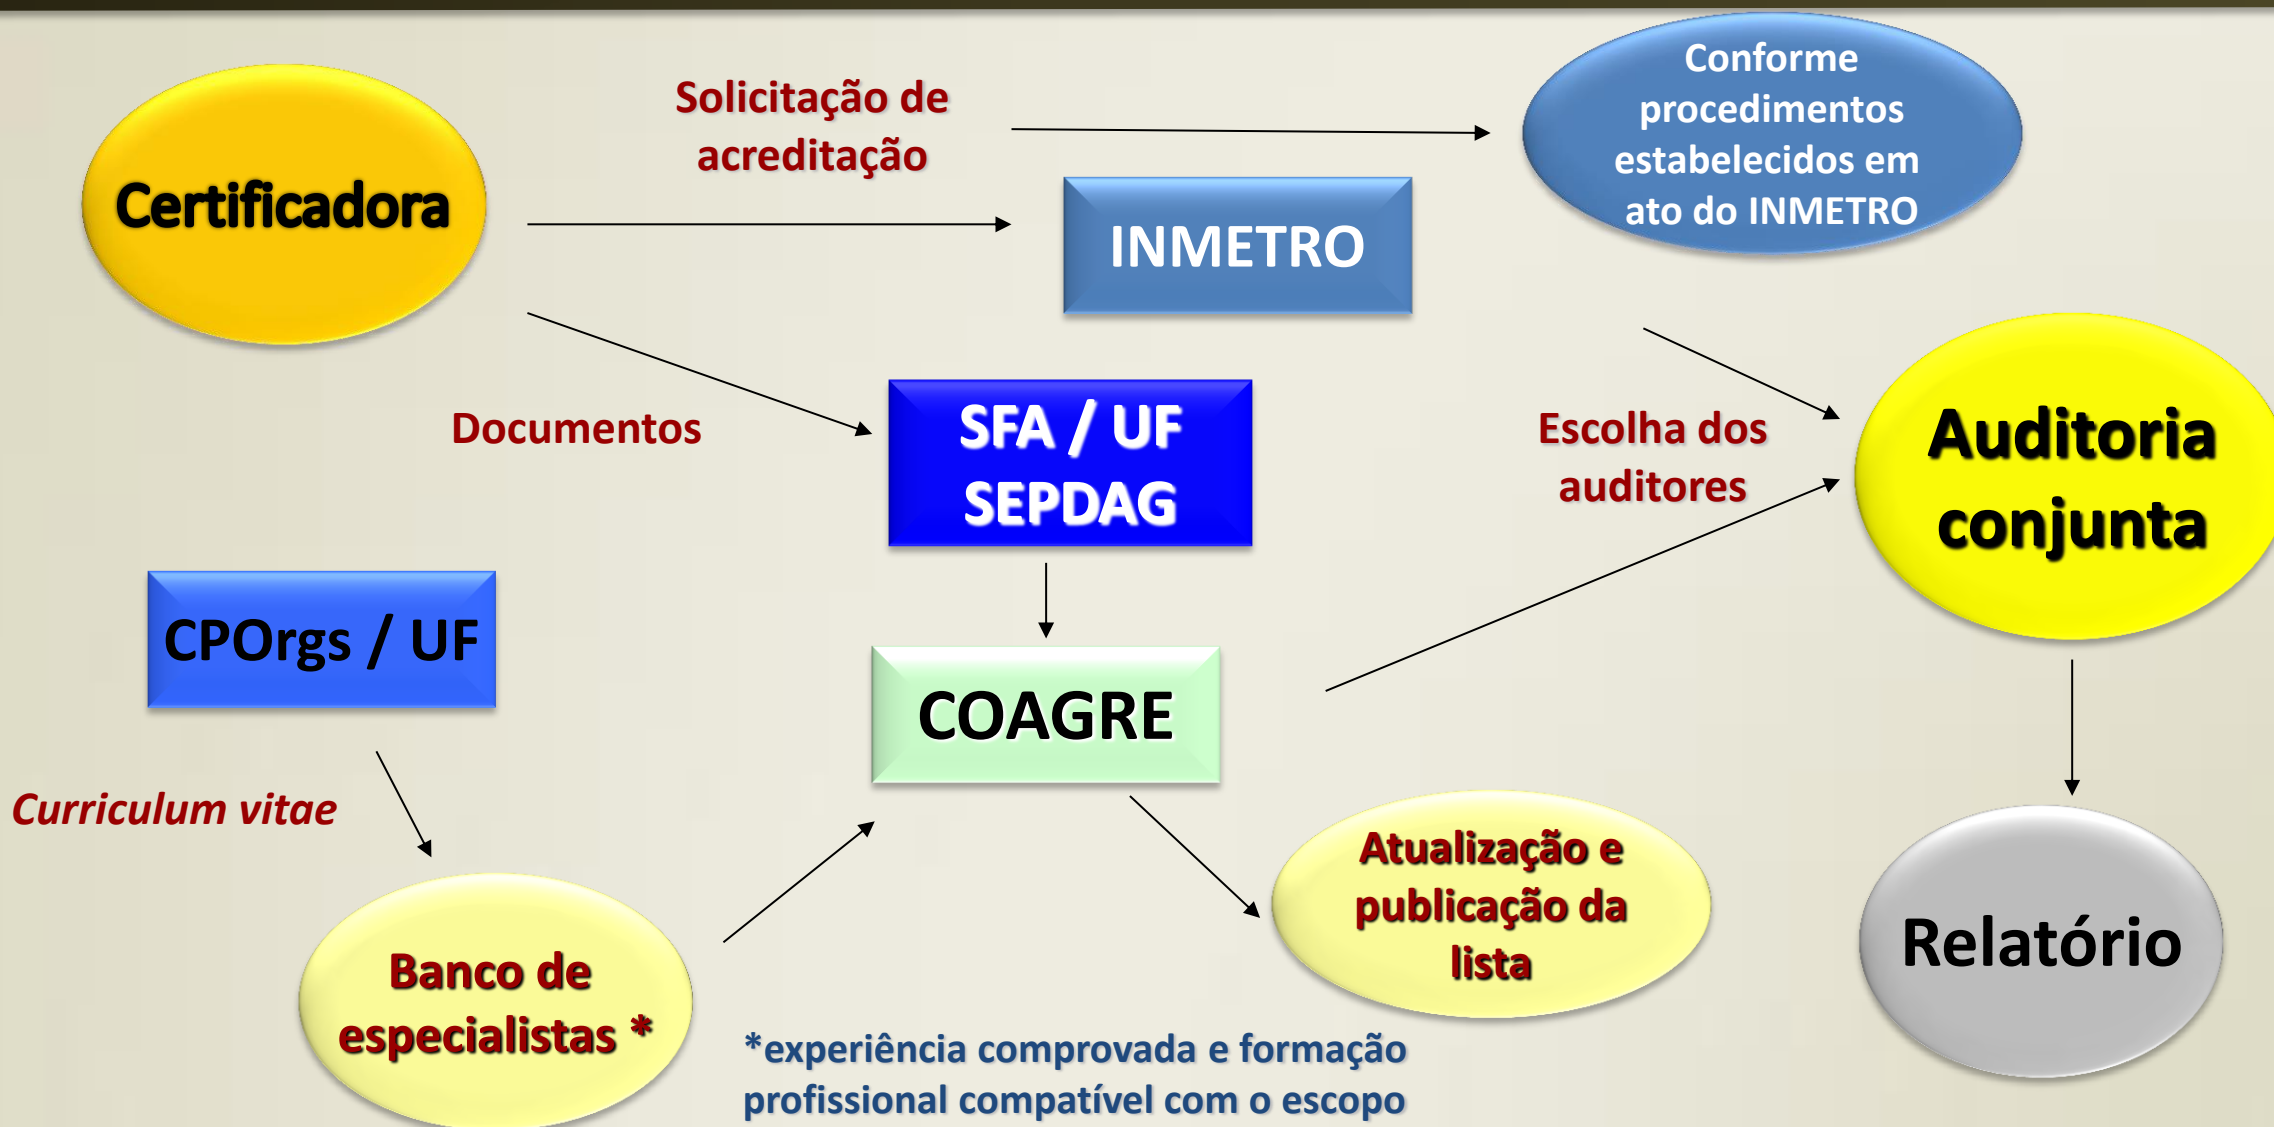 Conforme
procedimentos
estabelecidos em
ato do INMETRO
Solicitação de
acreditação
Certificadora
INMETRO
Documentos
SFA / UF
SEPDAG
Escolha dos
auditores
Auditoria
conjunta
CPOrgs / UF
COAGRE
Curriculum vitae
Banco de
especialistas *
Atualização e
publicação da
lista
Relatório
*experiência comprovada e formação
profissional compatível com o escopo